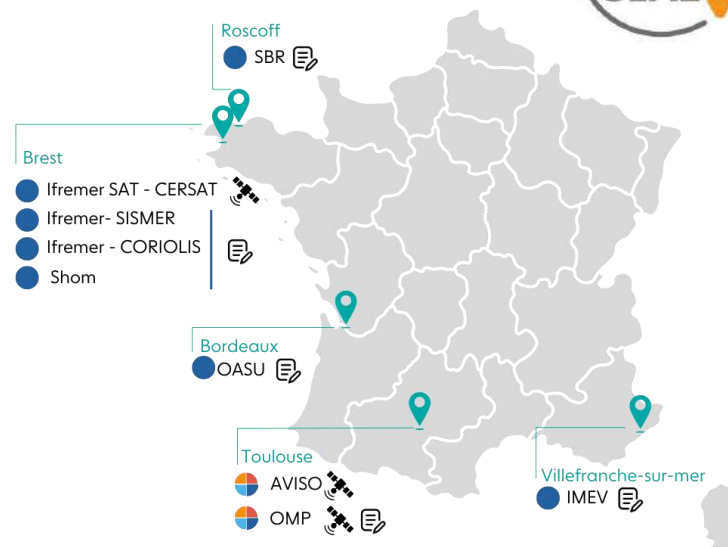 Roscoff
SBR
Brest
Ifremer SAT - CERSAT
Ifremer- SISMER
Ifremer - CORIOLIS
Shom
Bordeaux
OASU
Toulouse
AVISO
OMP
Villefranche-sur-mer
IMEV